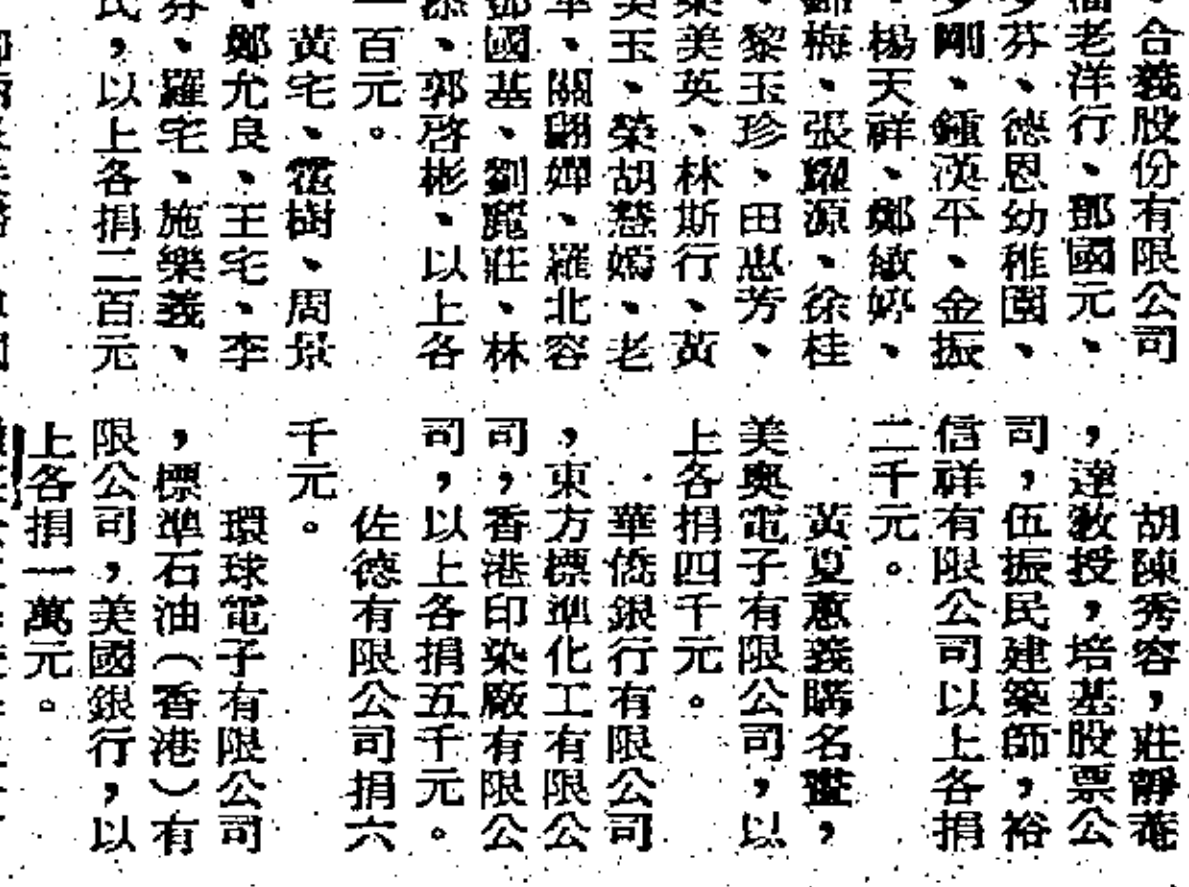 、合義股份有限公司
老洋行、鄧國元、
芬、德恩幼稚園、
剛、鍾漢平、金振
、楊天祥、鄭敏婷、
梅、張耀源、徐桂
、黎玉珍、田惠芳、
美英、林斯行、黃
玉、榮胡慧嫦、老
、關翩嬋、羅北容
國基、劉麗莊、林
、郭啓彬、以上各
一百元。
黃宅、霍樹、周景
、鄭允良、王宅、李
芬、羅宅、施樂義、
民,以上各捐二百元
胡陳秀容,莊靜菴
,達教授,培基股票公
司,伍振民建築師,裕
信祥有限公司以上各捐
二千元。
黃夏蕙義購名,
美奧電子有限公司,以
上各捐四千元。
華僑銀行有限公司
,東方標準化工有限公
司,香港印染廠有限公
司,以上各捐五千元。
佐德有限公司捐六
千元。
環球電子有限公司
,標準石油(香港)有
限公司,美國銀行,以
上各捐一萬元。